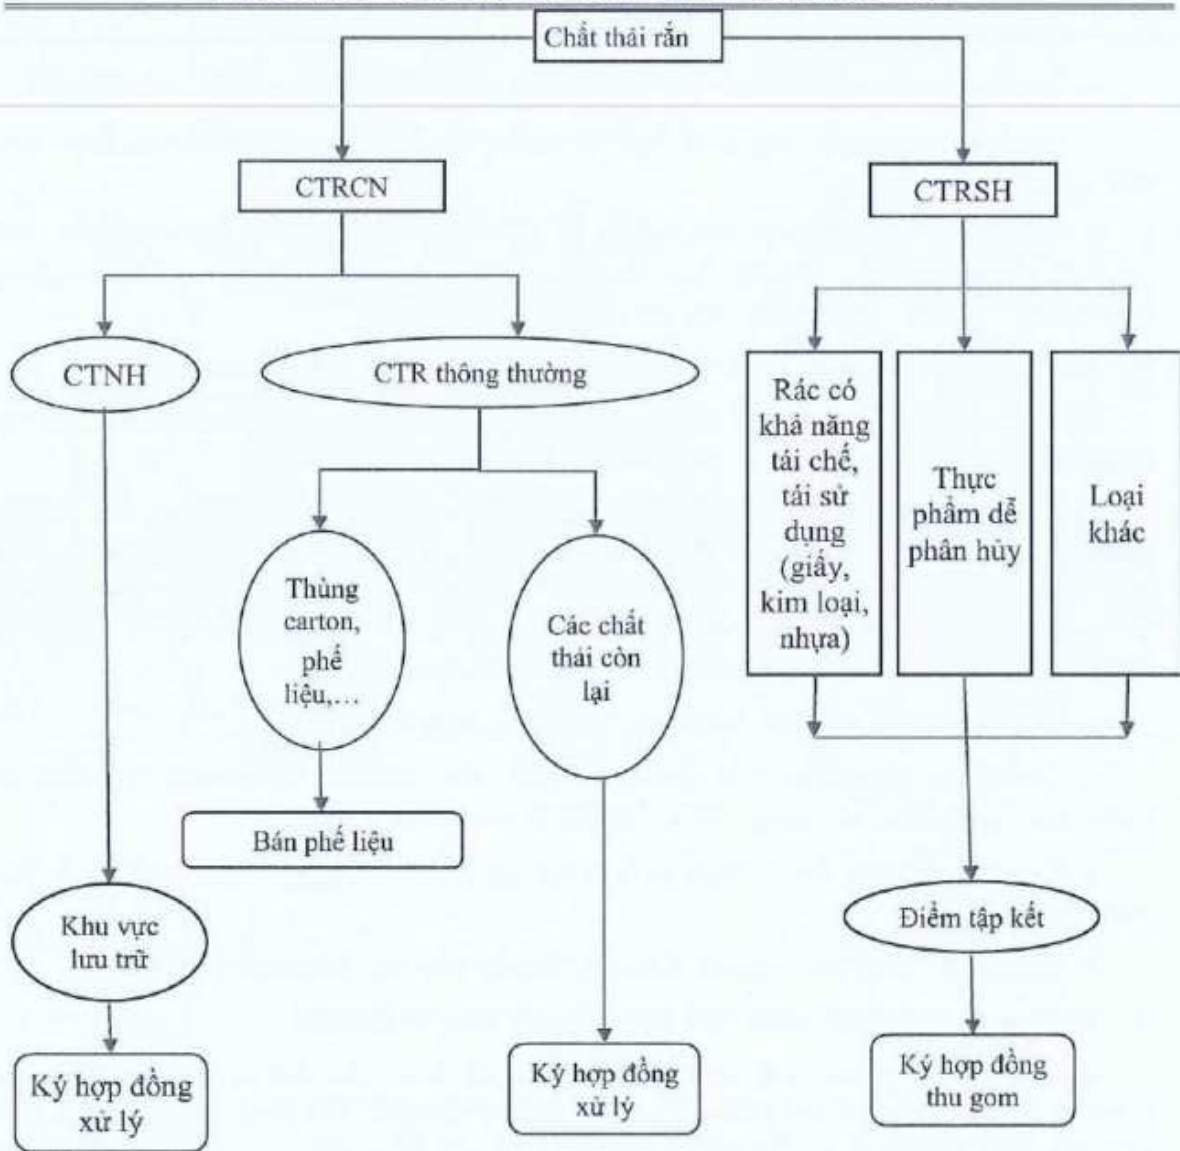 Chất thải rắn
CTRCN
CTRSH
CTNH
CTR thông thường
Rác có
khả năng
tái chế,
tái sử
dụng
(giấy,
kim loại,
nhựa)
Thực
phẩm dễ
phân hủy
Loại
khác
Thùng
carton,
phế
liệu,...
Các chất
thải còn
lại
Bán phế liệu
Khu vực
lưu trữ
Điểm tập kết
Ký hợp đồng
xử lý
Ký hợp đồng
xử lý
Ký hợp đồng
thu gom